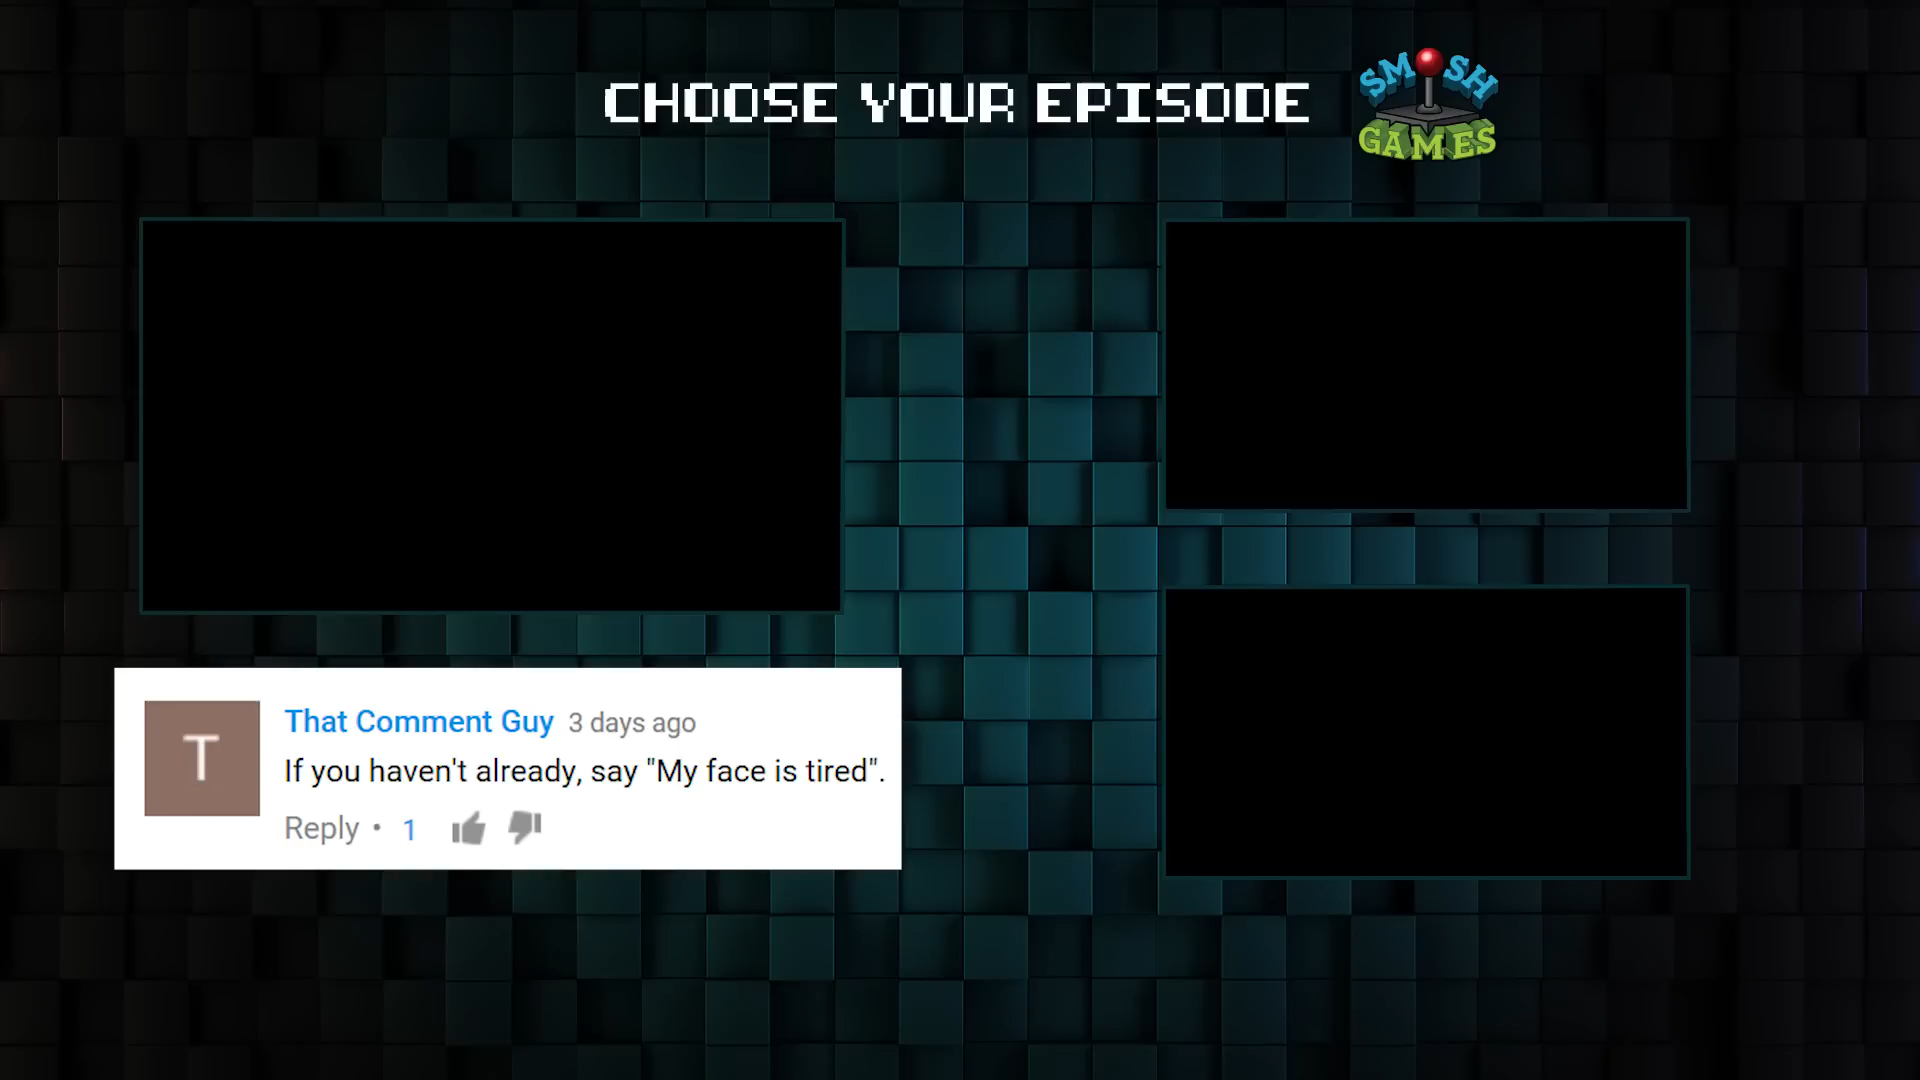 CHOOSE YOUR EPISODE
SMOSH
GAMES
T
That Comment Guy 3 days ago
If you haven't already, say "My face is tired".
Reply • 1